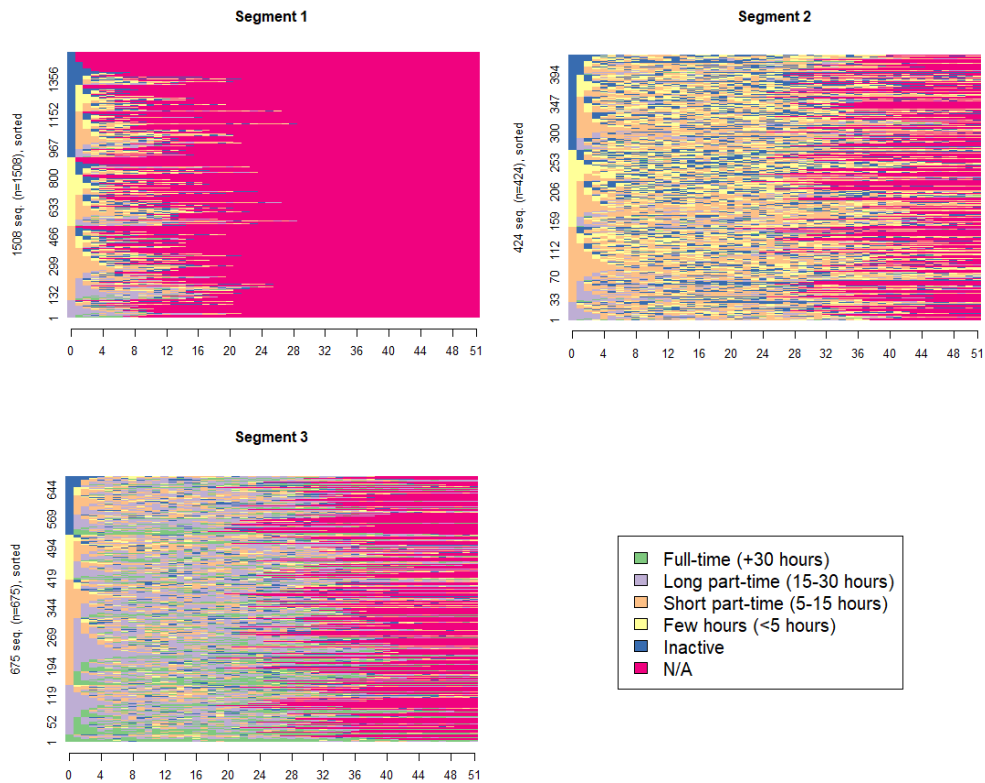 Segment 1
1508 seq. (n=1508), sorted
1 132 299 466 633 800 967 1152 1356
0 4 8 12 16 20 24 28 32 36 40 44 48 51
Segment 2
424 seq. (n=424), sorted
1 33 70 112 159 206 253 300 347 394
0 4 8 12 16 20 24 28 32 36 40 44 48 51
Segment 3
675 seq. (n=675), sorted
1 52 119 194 269 344 419 494 569 644
0 4 8 12 16 20 24 28 32 36 40 44 48 51
Full-time (+30 hours)
Long part-time (15-30 hours)
Short part-time (5-15 hours)
Few hours (<5 hours)
Inactive
N/A